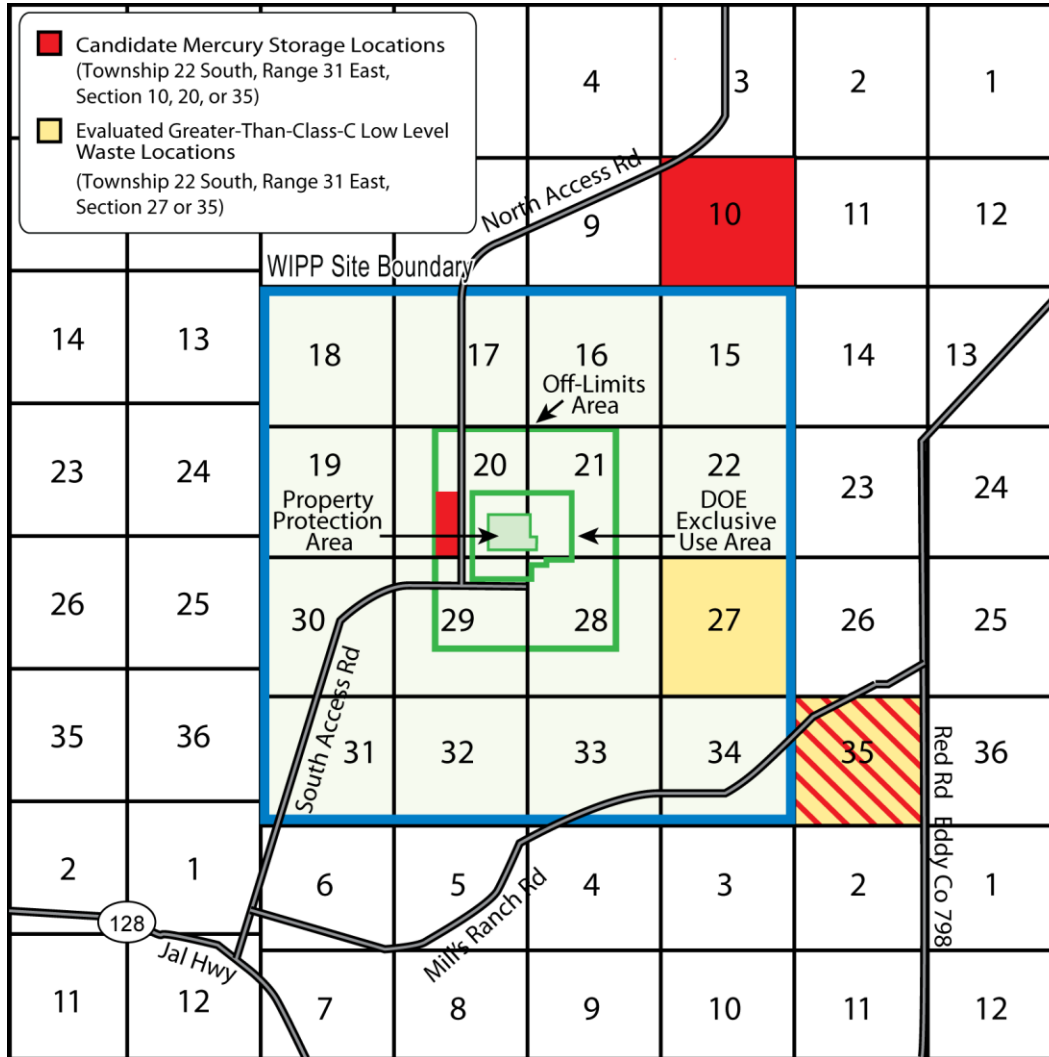 Candidate Mercury Storage Locations
(Township 22 South, Range 31 East,
Section 10, 20, or 35)
Evaluated Greater-Than-Class-C Low Level
Waste Locations
(Township 22 South, Range 31 East,
Section 27 or 35)
4 3 2 1
North Access Rd
9 10 11 12
WIPP Site Boundary
14 13 18 17 16 15 14 13
Off-Limits
Area
23 24 19 20 21 22 23 24
Property
Protection
Area
DOE
Exclusive
Use Area
26 25 30 29 28 27 26 25
South Access Rd
35 36 31 32 33 34 35 36
Red Rd Eddy Co 798
2 1 6 5 4 3 2 1
128
Jal Hwy
Mill's Ranch Rd
11 12 7 8 9 10 11 12